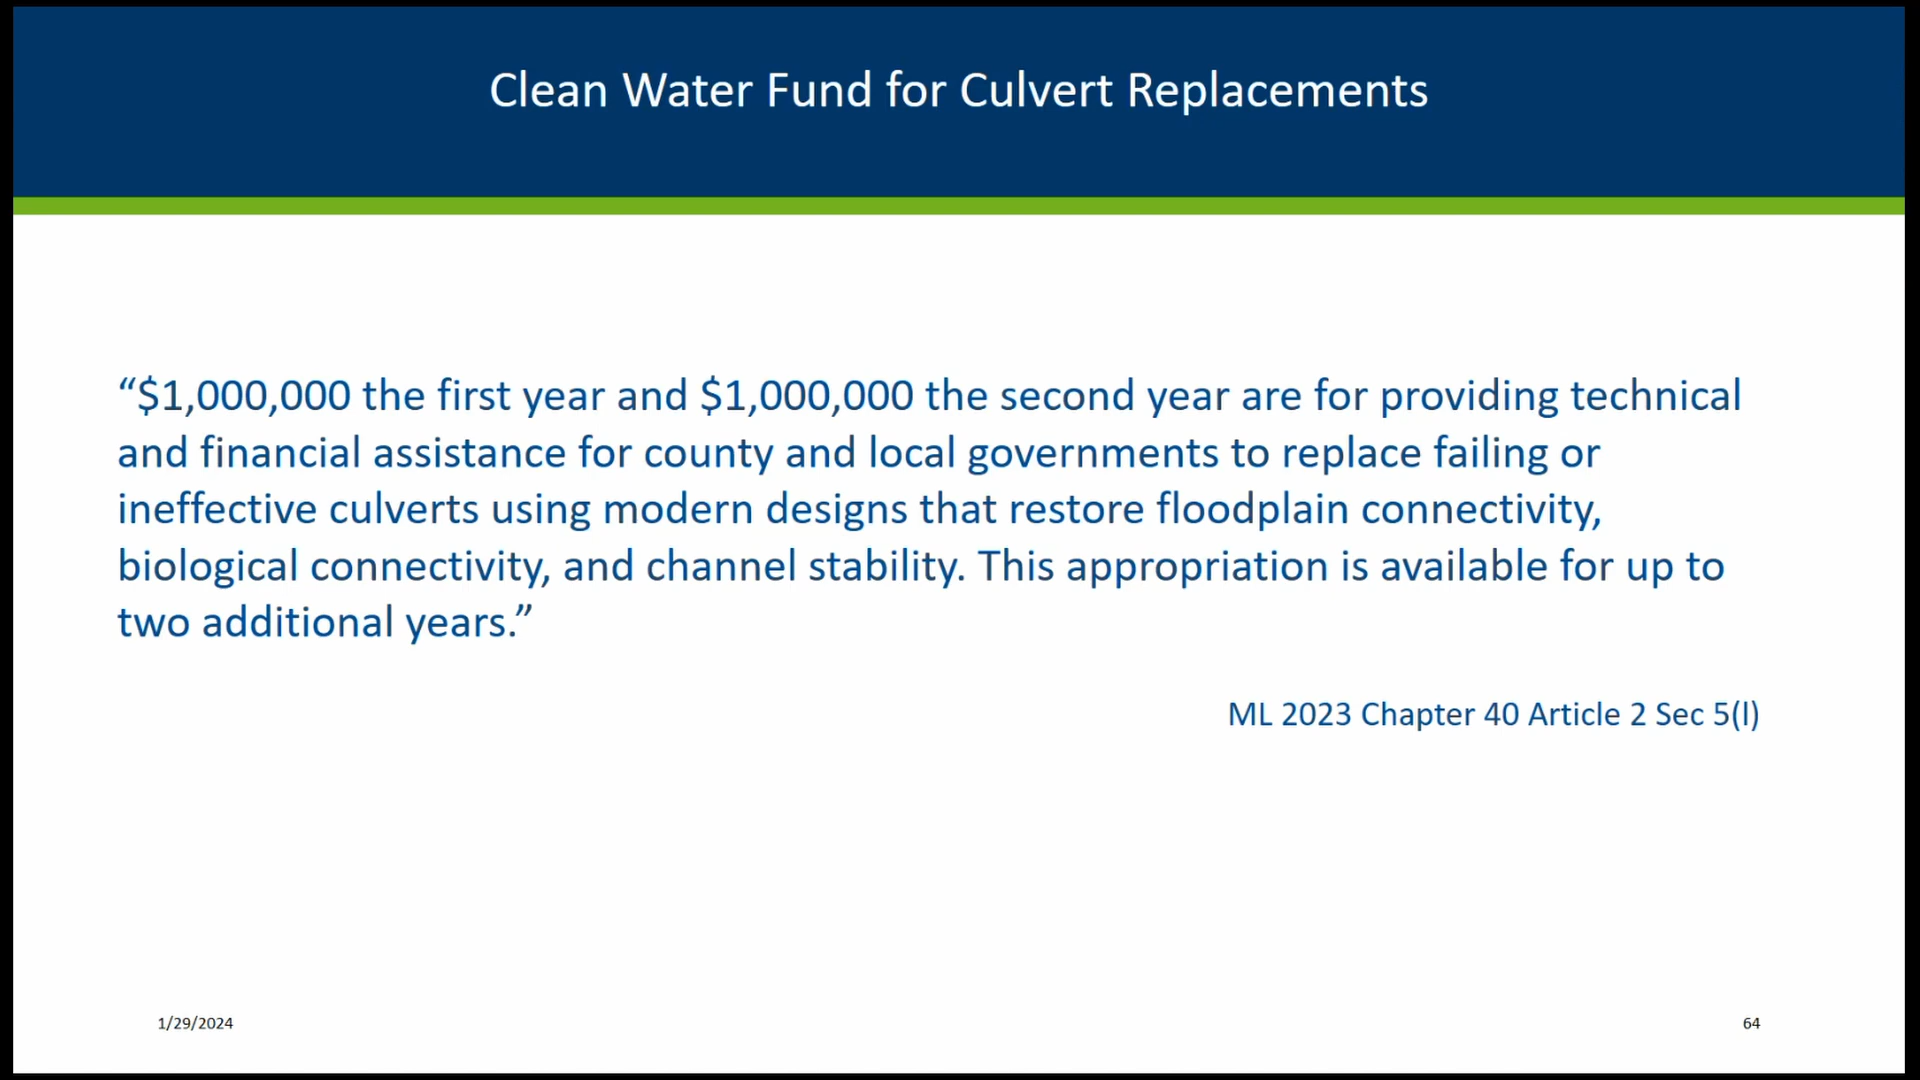 Clean Water Fund for Culvert Replacements
“$1,000,000 the first year and $1,000,000 the second year are for providing technical
and financial assistance for county and local governments to replace failing or
ineffective culverts using modern designs that restore floodplain connectivity,
biological connectivity, and channel stability. This appropriation is available for up to
two additional years.”
ML 2023 Chapter 40 Article 2 Sec 5(l)
1/29/2024
64